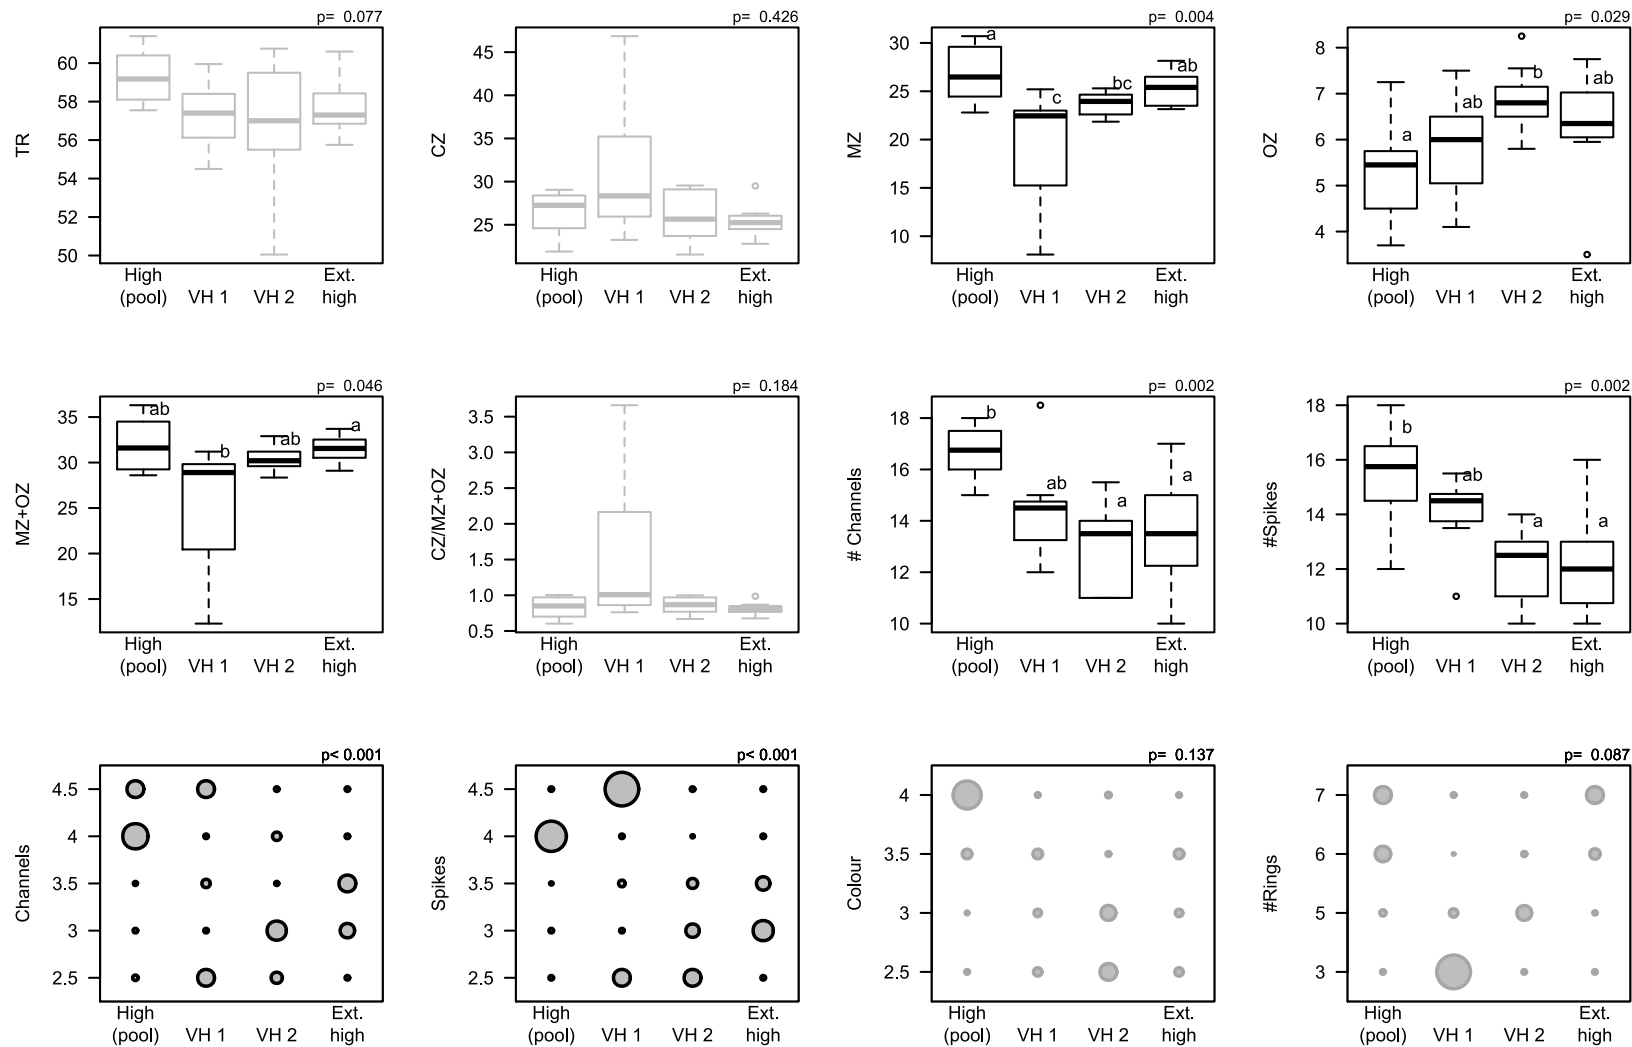 p= 0.077
TR
60
58
56
54
52
50
High
(pool)
VH 1
VH 2
Ext.
high
p= 0.426
CZ
45
40
35
30
25
High
(pool)
VH 1
VH 2
Ext.
high
p= 0.004
MZ
30
25
20
15
10
a
c
bc
ab
High
(pool)
VH 1
VH 2
Ext.
high
p= 0.029
OZ
8
7
6
5
4
a
ab
b
ab
High
(pool)
VH 1
VH 2
Ext.
high
p= 0.046
MZ+OZ
35
30
25
20
15
ab
b
ab
a
High
(pool)
VH 1
VH 2
Ext.
high
p= 0.184
CZ/MZ+OZ
3.5
3.0
2.5
2.0
1.5
1.0
0.5
High
(pool)
VH 1
VH 2
Ext.
high
p= 0.002
# Channels
18
16
14
12
10
b
ab
a
a
High
(pool)
VH 1
VH 2
Ext.
high
p= 0.002
#Spikes
18
16
14
12
10
b
ab
a
a
High
(pool)
VH 1
VH 2
Ext.
high
p< 0.001
Channels
4.5
4
3.5
3
2.5
High
(pool)
VH 1
VH 2
Ext.
high
p< 0.001
Spikes
4.5
4
3.5
3
2.5
High
(pool)
VH 1
VH 2
Ext.
high
p= 0.137
Colour
4
3.5
3
2.5
High
(pool)
VH 1
VH 2
Ext.
high
p= 0.087
#Rings
7
6
5
3
High
(pool)
VH 1
VH 2
Ext.
high